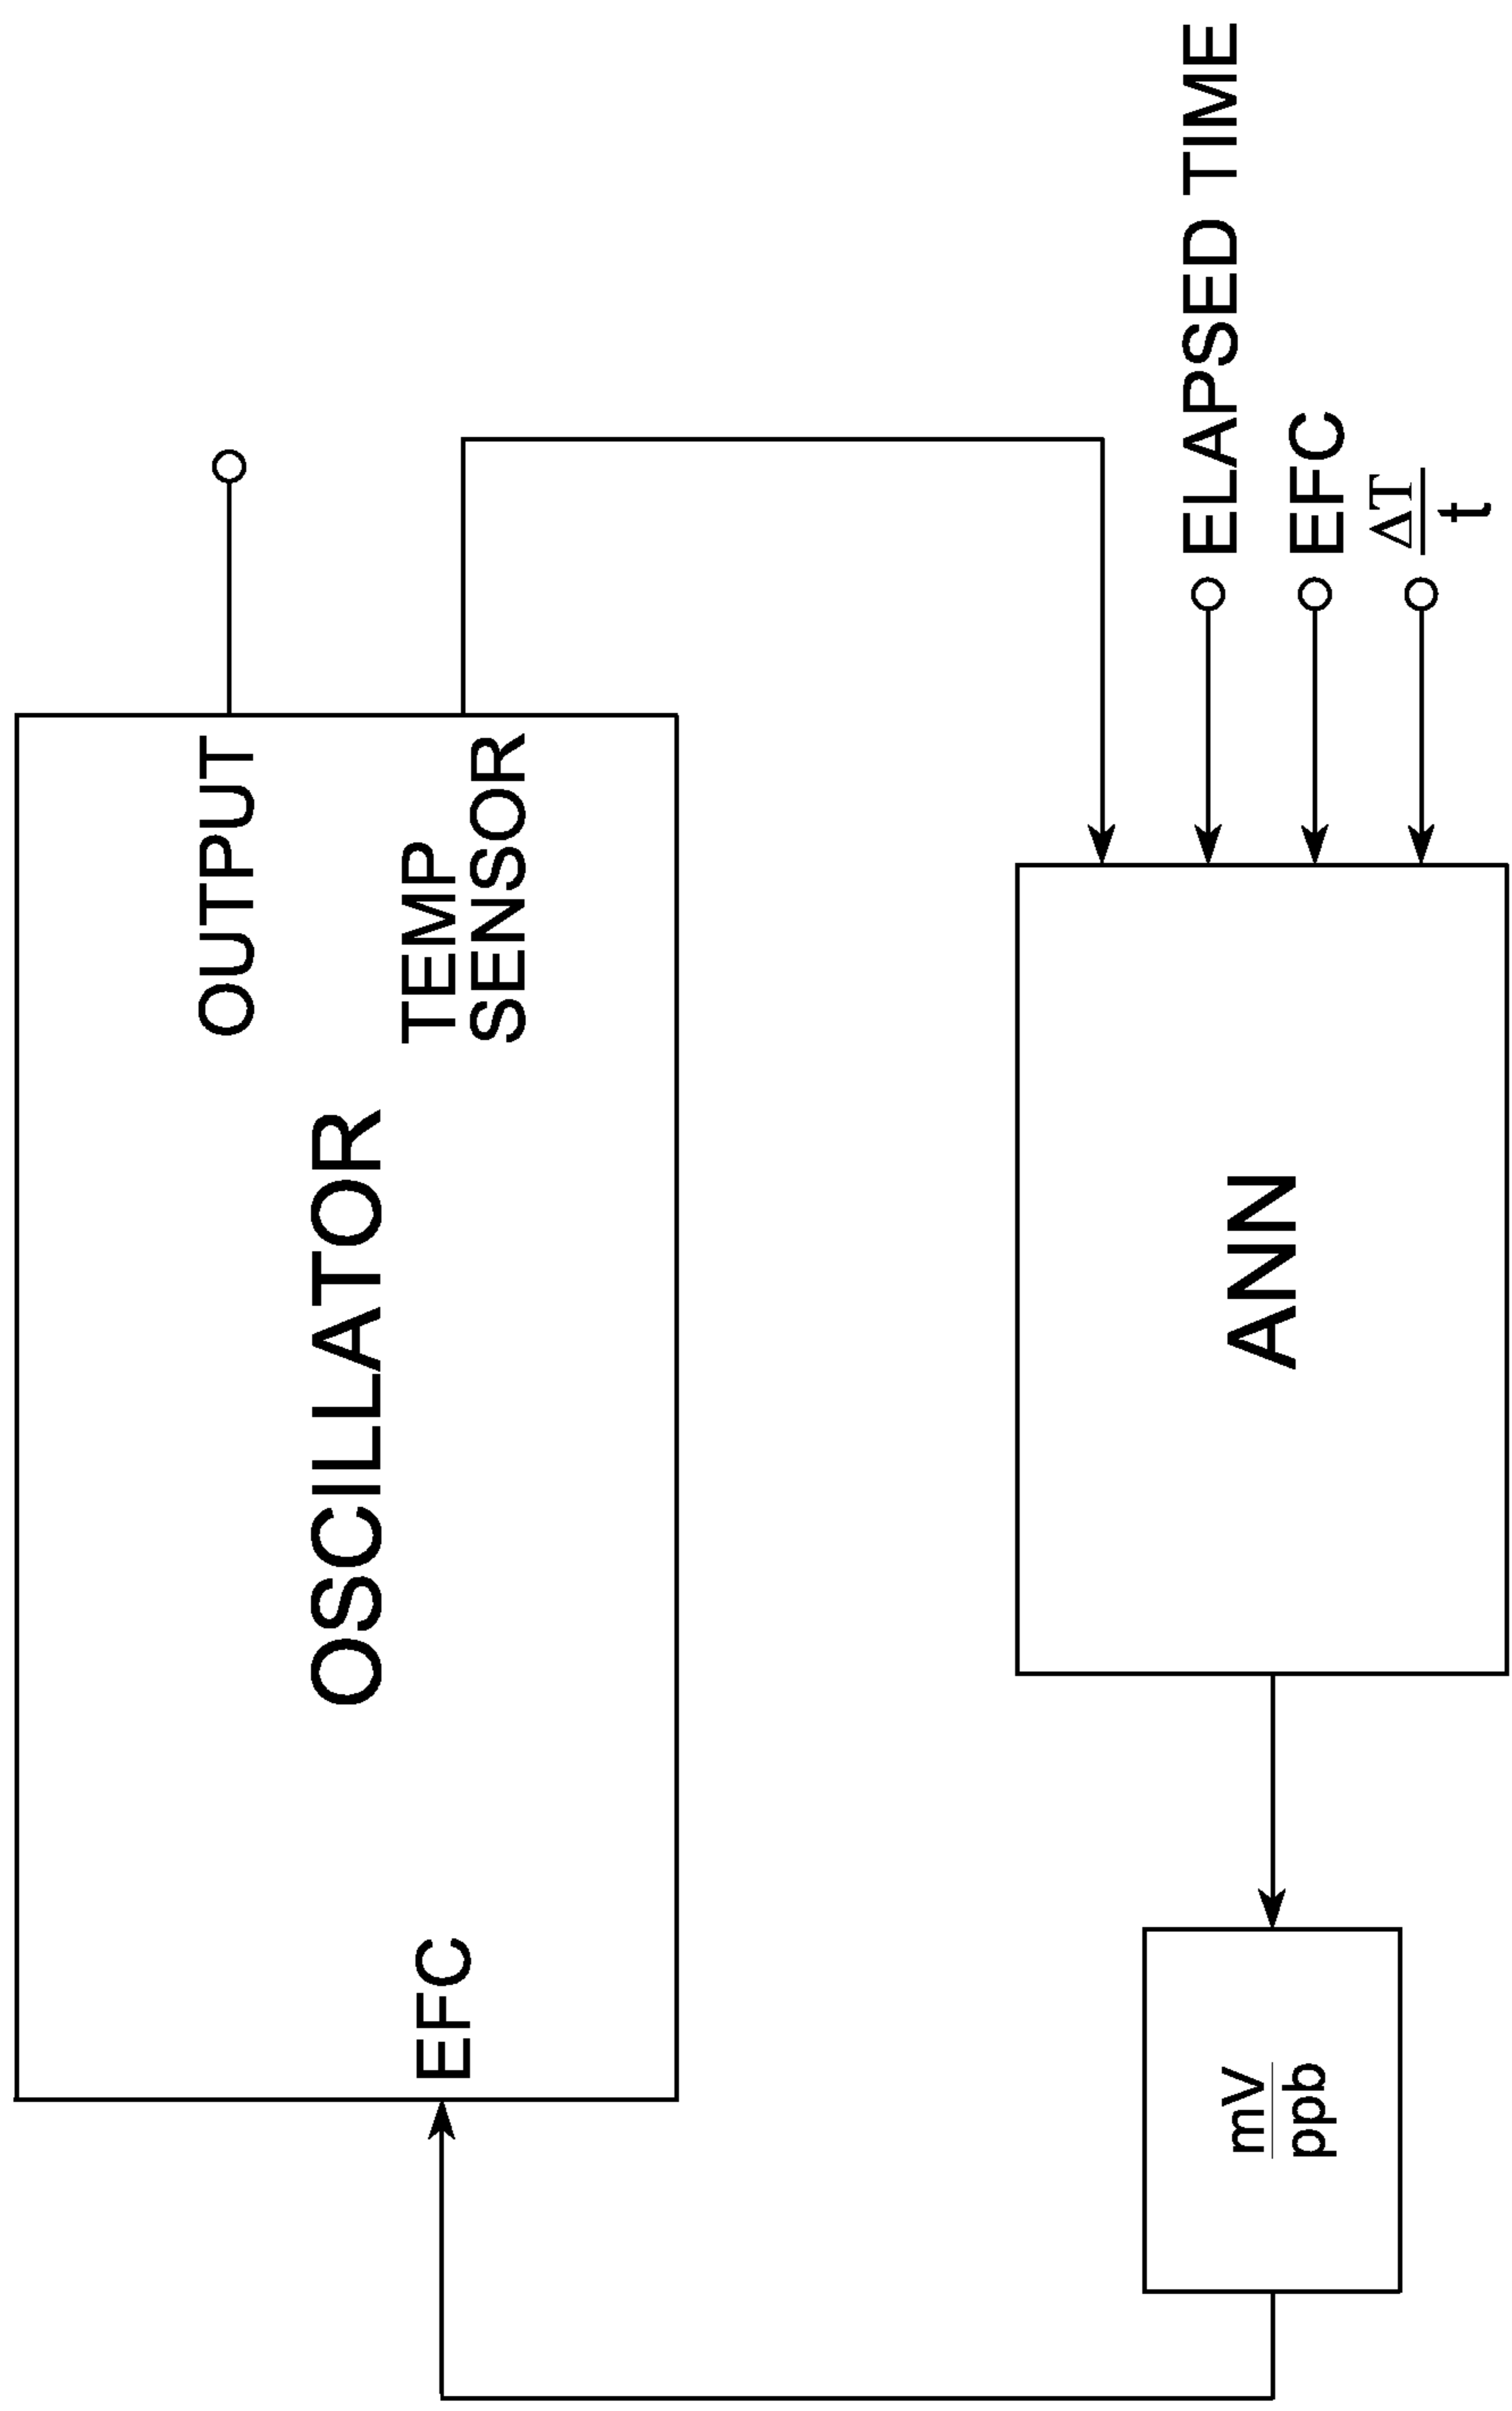 OUTPUT
OSCILLATOR
TEMP
SENSOR
EFC
ELAPSED TIME
ANN
EFC
mV
ppb
ΔT
t